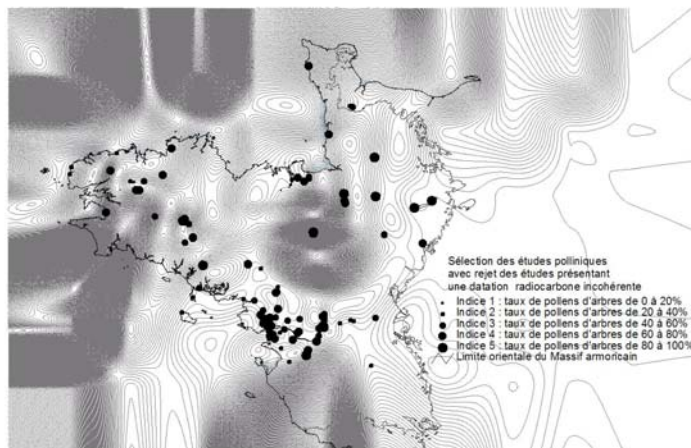 Sélection des études polliniques
avec rejet des études présentant
une datation radiocarbone incohérente
Indice 1 : taux de pollens d'arbres de 0 à 20%
Indice 2 : taux de pollens d'arbres de 20 à 40%
Indice 3 : taux de pollens d'arbres de 40 à 60%
Indice 4 : taux de pollens d'arbres de 60 à 80%
Indice 5 : taux de pollens d'arbres de 80 à 100%
Limite orientale du Massif armoricain